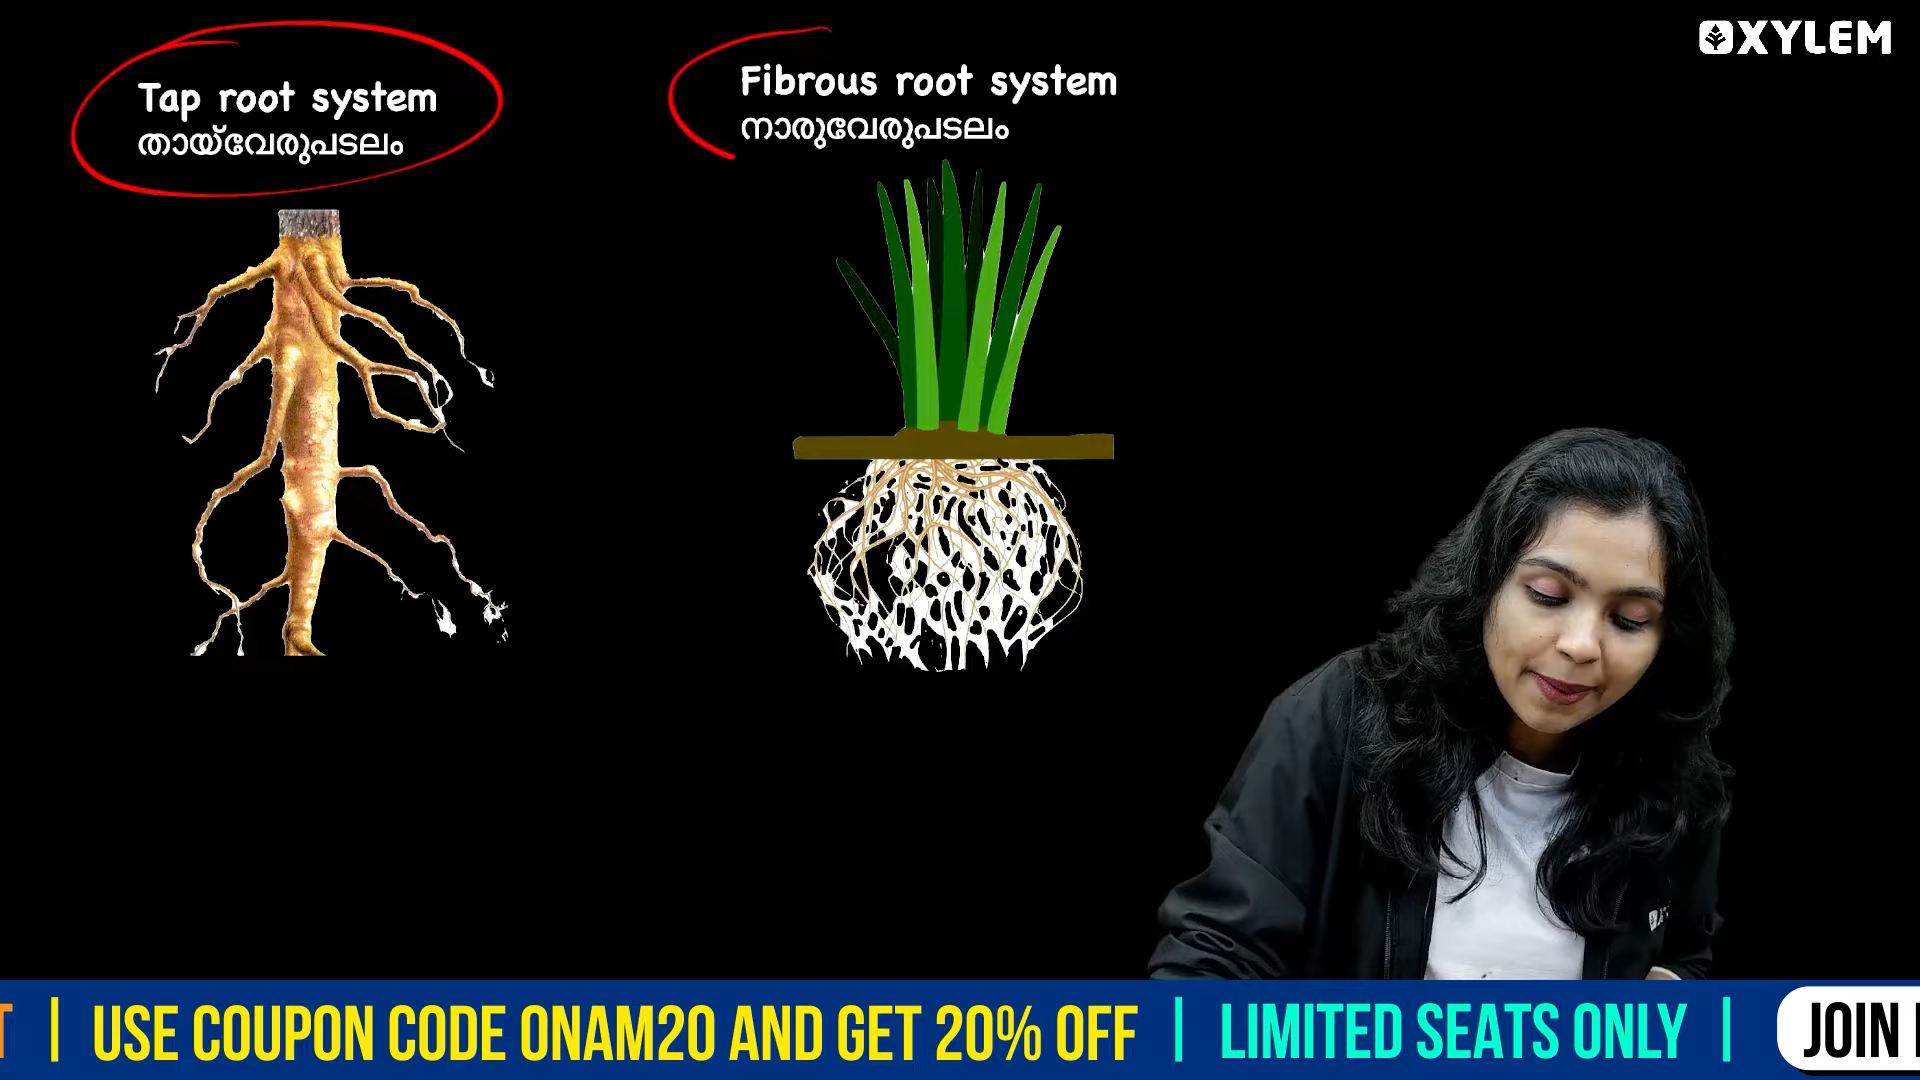 XYLEM
Tap root system
തായ്‌വേരുപടലം
Fibrous root system
നാരുവേരുപടലം
| USE COUPON CODE ONAM20 AND GET 20% OFF | LIMITED SEATS ONLY | JOIN